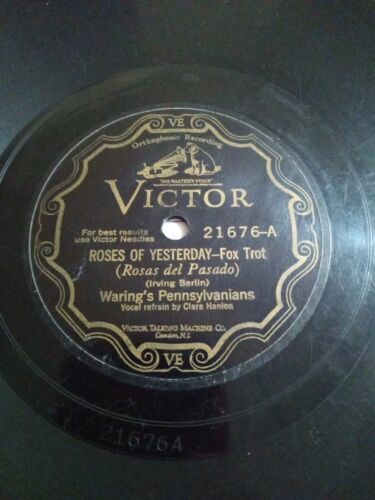 VE
Orthophonic Recording
"HIS MASTER'S VOICE"
VICTOR
For best results
use Victor Needles
21676-A
ROSES OF YESTERDAY—Fox Trot
(Rosas del Pasado)
(Irving Berlin)
Waring's Pennsylvanians
Vocal refrain by Clare Hanlon
VICTOR TALKING MACHINE CO.
Camden, N.J.
VE
21676A